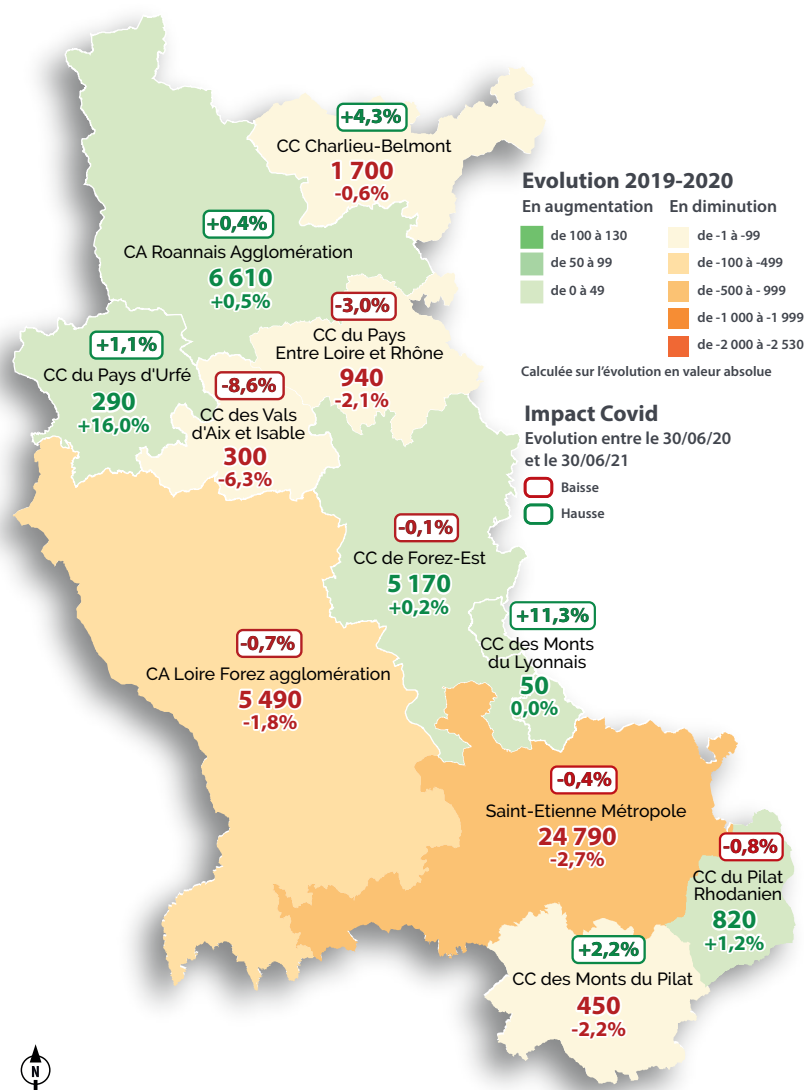 +4,3%
CC Charlieu-Belmont
1 700
-0,6%
Evolution 2019-2020
En augmentation
de 100 à 130
de 50 à 99
de 0 à 49
En diminution
de -1 à -99
de -100 à -499
de -500 à - 999
de -1 000 à -1 999
de -2 000 à -2 530
Calculée sur l'évolution en valeur absolue
Impact Covid
Evolution entre le 30/06/20
et le 30/06/21
Baisse
Hausse
+0,4%
CA Roannais Agglomération
6 610
+0,5%
-3,0%
CC du Pays
Entre Loire et Rhône
940
-2,1%
+1,1%
CC du Pays d'Urfé
290
+16,0%
-8,6%
CC des Vals
d'Aix et Isable
300
-6,3%
-0,1%
CC de Forez-Est
5 170
+0,2%
+11,3%
CC des Monts
du Lyonnais
50
0,0%
-0,7%
CA Loire Forez agglomération
5 490
-1,8%
-0,4%
Saint-Etienne Métropole
24 790
-2,7%
-0,8%
CC du Pilat
Rhodanien
820
+1,2%
+2,2%
CC des Monts du Pilat
450
-2,2%
N